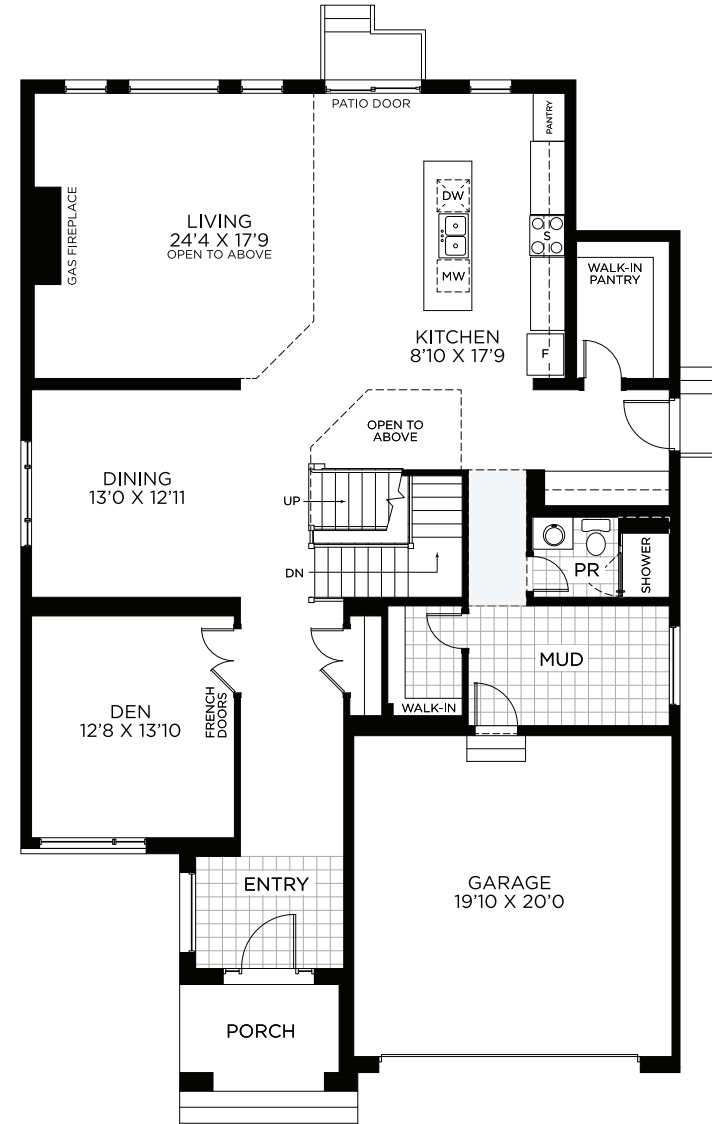 PATIO DOOR
PANTRY
GAS FIREPLACE
LIVING
24'4 X 17'9
OPEN TO ABOVE
DW
S
MW
WALK-IN
PANTRY
KITCHEN
8'10 X 17'9
F
OPEN TO
ABOVE
DINING
13'0 X 12'11
UP
DN
PR
SHOWER
MUD
WALK-IN
DEN
12'8 X 13'10
FRENCH
DOORS
ENTRY
GARAGE
19'10 X 20'0
PORCH